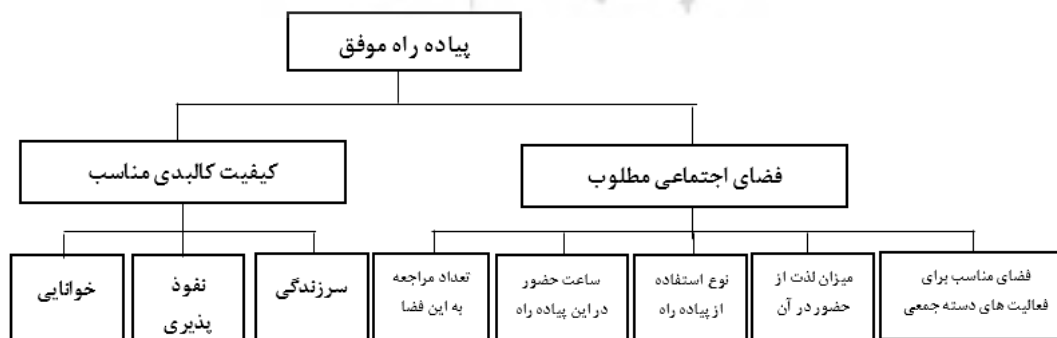 پیاده راه موفق
فضای اجتماعی مطلوب
کیفیت کالبدی مناسب
فضای مناسب برای
فعالیت های دسته جمعی
میزان لذت از
حضور در آن
نوع استفاده
از پیاده راه
ساعت حضور
در این پیاده راه
تعداد مراجعه
به این فضا
سرزندگی
نفوذ
پذیری
خوانایی